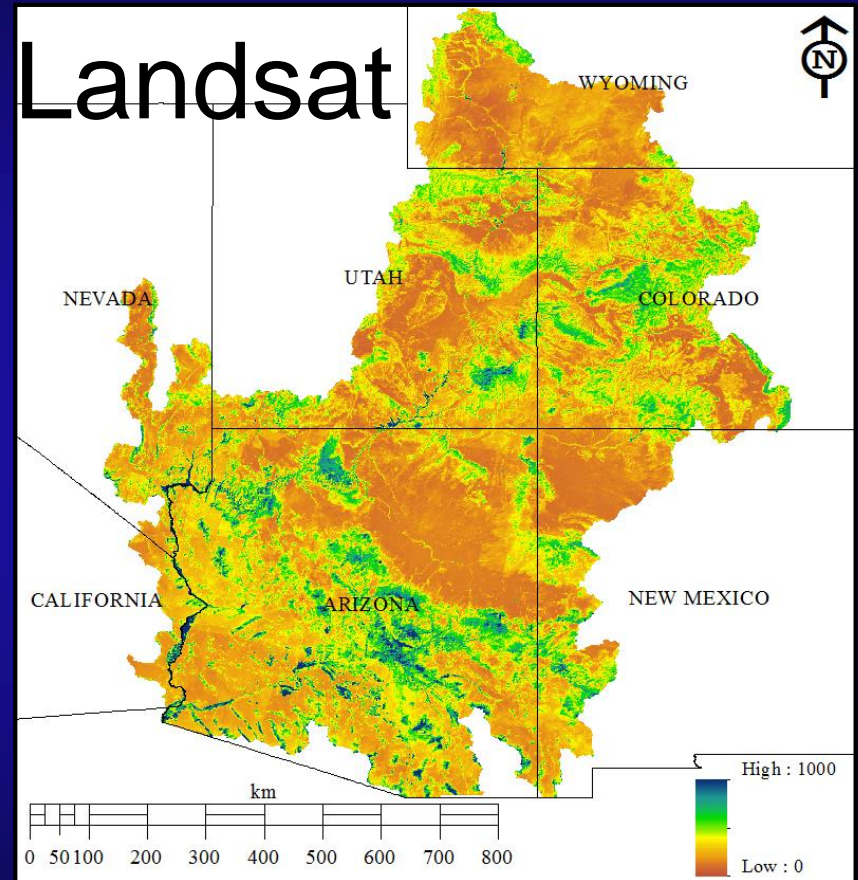 Landsat
N
WYOMING
UTAH
NEVADA
COLORADO
CALIFORNIA
ARIZONA
NEW MEXICO
High : 1000
Low : 0
km
0 50 100 200 300 400 500 600 700 800